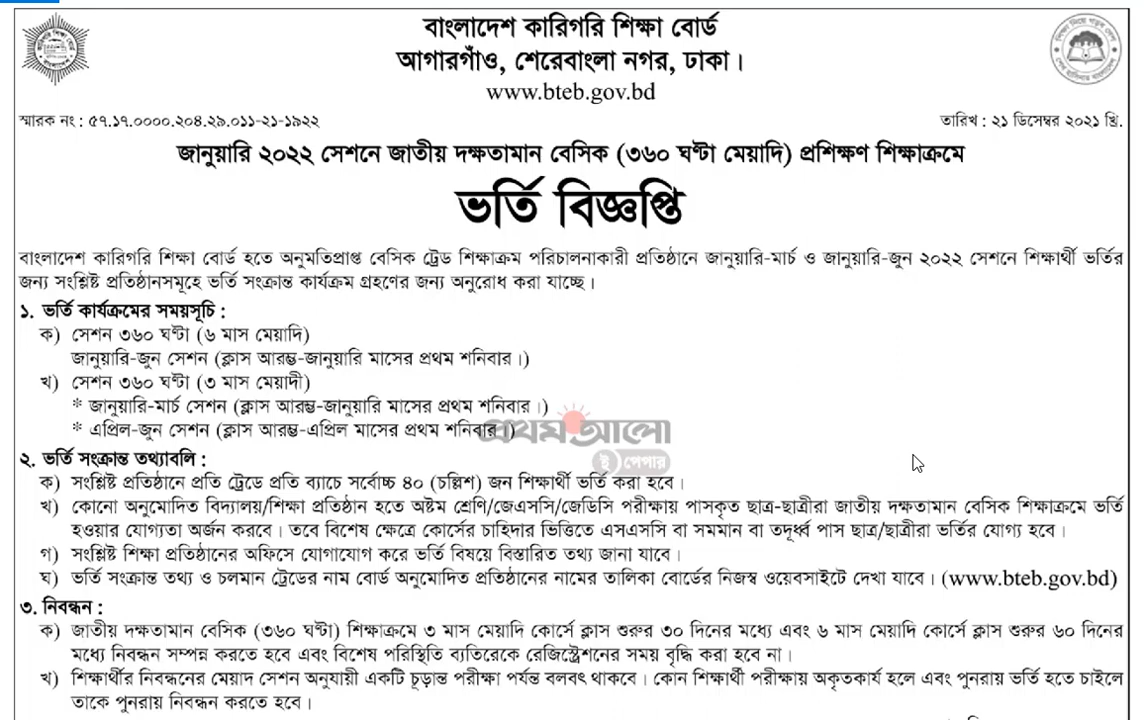 বাংলাদেশ কারিগরি শিক্ষা বোর্ড
আগারগাঁও, শেরেবাংলা নগর, ঢাকা।
www.bteb.gov.bd
স্মারক নং : ৫৭.১৭.০০০০.২০৪.২৯.০১১-২১-১৯২২
তারিখ : ২১ ডিসেম্বর ২০২১ খ্রি.
জানুয়ারি ২০২২ সেশনে জাতীয় দক্ষতামান বেসিক (৩৬০ ঘণ্টা মেয়াদি) প্রশিক্ষণ শিক্ষাক্রমে
ভর্তি বিজ্ঞপ্তি
বাংলাদেশ কারিগরি শিক্ষা বোর্ড হতে অনুমতিপ্রাপ্ত বেসিক ট্রেড শিক্ষাক্রম পরিচালনাকারী প্রতিষ্ঠানে জানুয়ারি-মার্চ ও জানুয়ারি-জুন ২০২২ সেশনে শিক্ষার্থী ভর্তির
জন্য সংশ্লিষ্ট প্রতিষ্ঠানসমূহে ভর্তি সংক্রান্ত কার্যক্রম গ্রহণের জন্য অনুরোধ করা যাচ্ছে।
১. ভর্তি কার্যক্রমের সময়সূচি :
ক) সেশন ৩৬০ ঘণ্টা (৬ মাস মেয়াদি)
জানুয়ারি-জুন সেশন (ক্লাস আরম্ভ-জানুয়ারি মাসের প্রথম শনিবার।)
খ) সেশন ৩৬০ ঘণ্টা (৩ মাস মেয়াদী)
* জানুয়ারি-মার্চ সেশন (ক্লাস আরম্ভ-জানুয়ারি মাসের প্রথম শনিবার।)
* এপ্রিল-জুন সেশন (ক্লাস আরম্ভ-এপ্রিল মাসের প্রথম শনিবার।)
প্রথম আলো
ই পেপার
২. ভর্তি সংক্রান্ত তথ্যাবলি :
ক) সংশ্লিষ্ট প্রতিষ্ঠানে প্রতি ট্রেডে প্রতি ব্যাচে সর্বোচ্চ ৪০ (চল্লিশ) জন শিক্ষার্থী ভর্তি করা হবে।
খ) কোনো অনুমোদিত বিদ্যালয়/শিক্ষা প্রতিষ্ঠান হতে অষ্টম শ্রেণি/জেএসসি/জেডিসি পরীক্ষায় পাসকৃত ছাত্র-ছাত্রীরা জাতীয় দক্ষতামান বেসিক শিক্ষাক্রমে ভর্তি
হওয়ার যোগ্যতা অর্জন করবে। তবে বিশেষ ক্ষেত্রে কোর্সের চাহিদার ভিত্তিতে এসএসসি বা সমমান বা তদূর্ধ্ব পাস ছাত্র/ছাত্রীরা ভর্তির যোগ্য হবে।
গ) সংশ্লিষ্ট শিক্ষা প্রতিষ্ঠানের অফিসে যোগাযোগ করে ভর্তি বিষয়ে বিস্তারিত তথ্য জানা যাবে।
ঘ) ভর্তি সংক্রান্ত তথ্য ও চলমান ট্রেডের নাম বোর্ড অনুমোদিত প্রতিষ্ঠানের নামের তালিকা বোর্ডের নিজস্ব ওয়েবসাইটে দেখা যাবে। (www.bteb.gov.bd)
৩. নিবন্ধন :
ক) জাতীয় দক্ষতামান বেসিক (৩৬০ ঘণ্টা) শিক্ষাক্রমে ৩ মাস মেয়াদি কোর্সে ক্লাস শুরুর ৩০ দিনের মধ্যে এবং ৬ মাস মেয়াদি কোর্সে ক্লাস শুরুর ৬০ দিনের
মধ্যে নিবন্ধন সম্পন্ন করতে হবে এবং বিশেষ পরিস্থিতি ব্যতিরেকে রেজিস্ট্রেশনের সময় বৃদ্ধি করা হবে না।
খ) শিক্ষার্থীর নিবন্ধনের মেয়াদ সেশন অনুযায়ী একটি চূড়ান্ত পরীক্ষা পর্যন্ত বলবৎ থাকবে। কোন শিক্ষার্থী পরীক্ষায় অকৃতকার্য হলে এবং পুনরায় ভর্তি হতে চাইলে
তাকে পুনরায় নিবন্ধন করতে হবে।